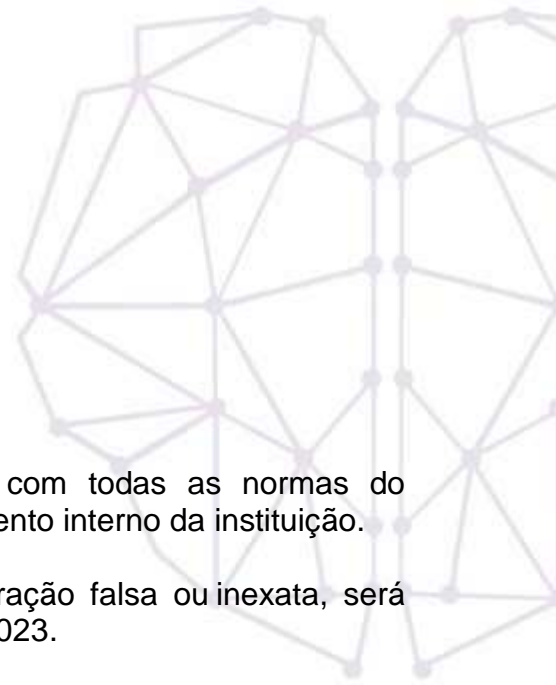 com todas as normas do
ento interno da instituição.
ração falsa ou inexata, será
023.